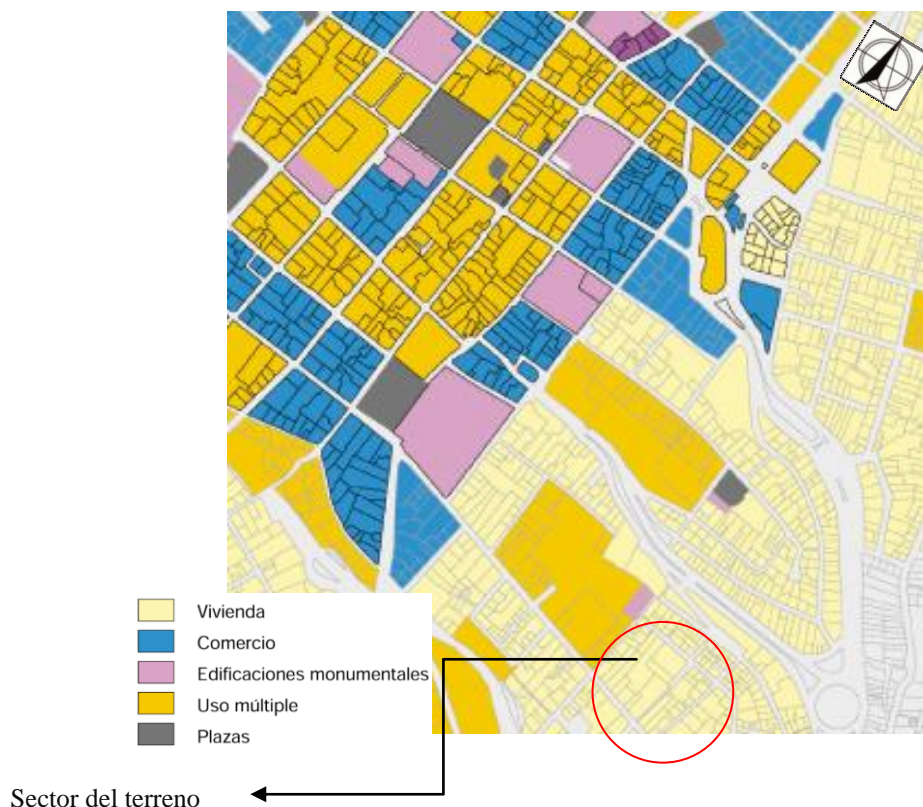 Vivienda
Comercio
Edificaciones monumentales
Uso múltiple
Plazas
Sector del terreno